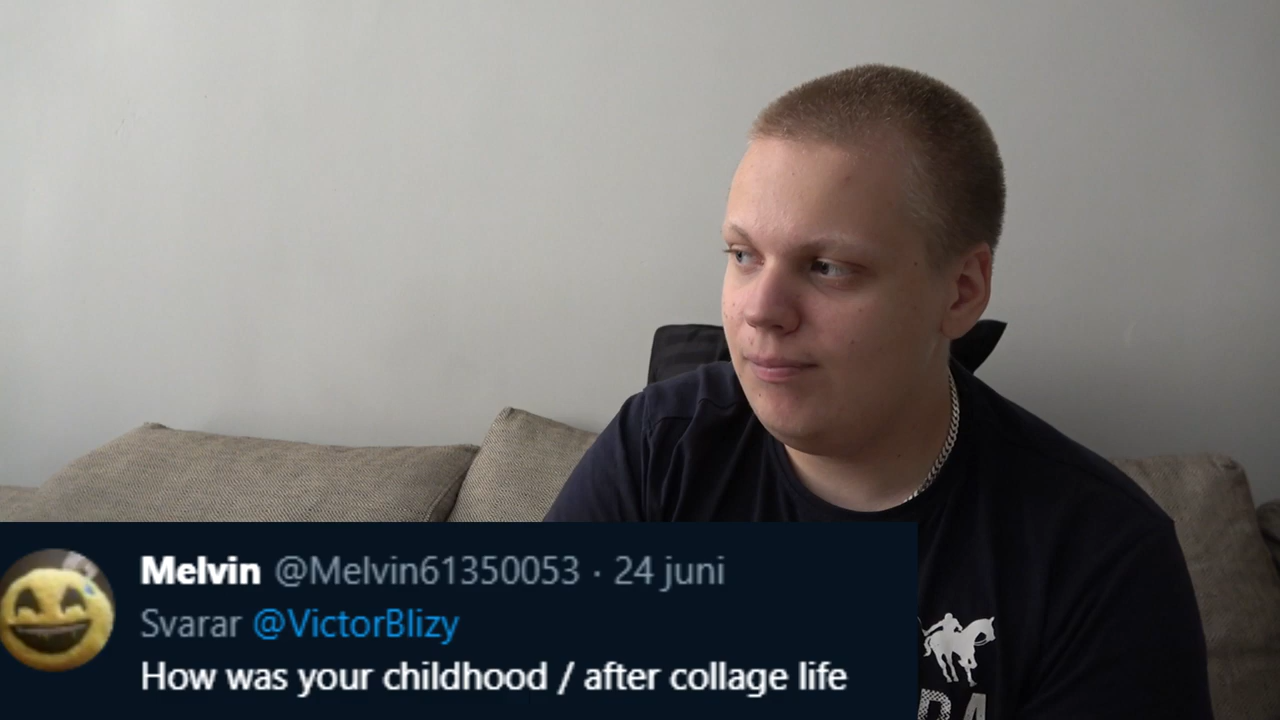 Melvin @Melvin61350053 · 24 juni
Svarar @VictorBlizy
How was your childhood / after collage life